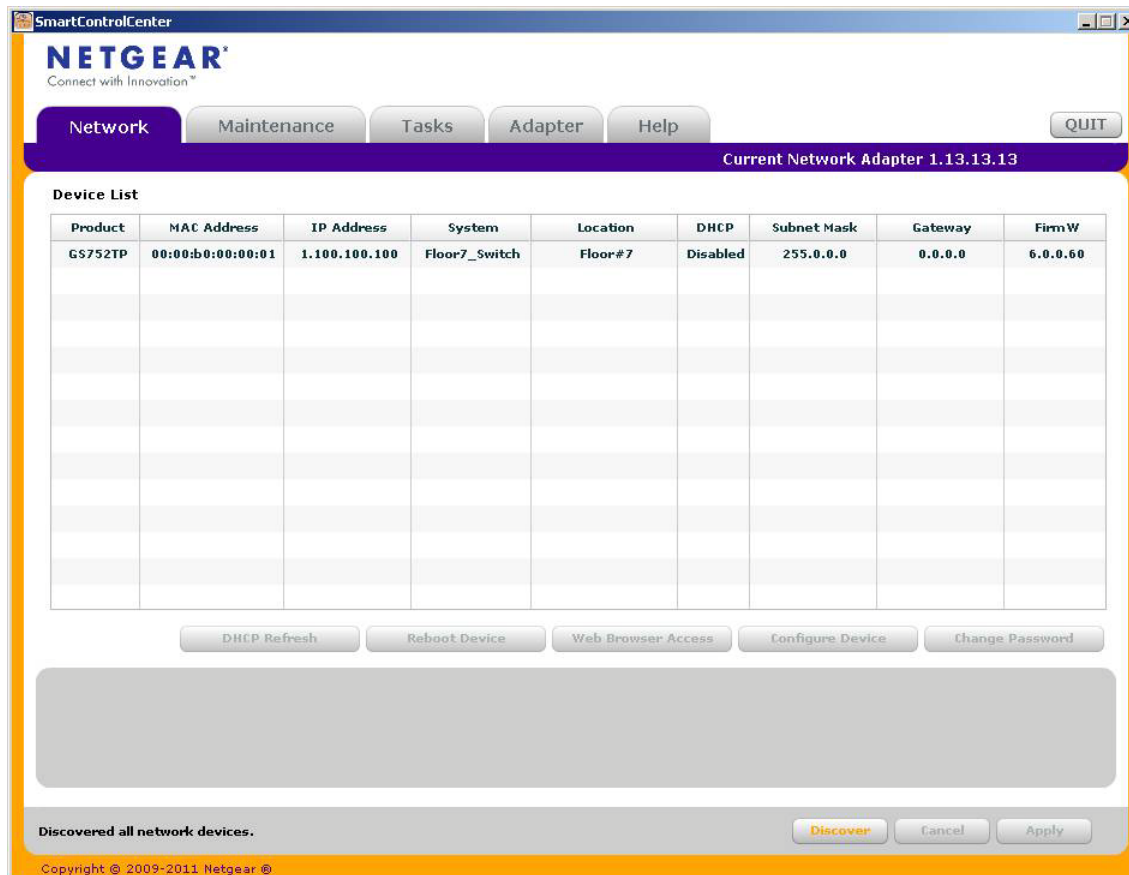 SmartControlCenter
NETGEAR®
Connect with Innovation™
Network Maintenance Tasks Adapter Help QUIT
Current Network Adapter 1.13.13.13
Device List
Product MAC Address IP Address System Location DHCP Subnet Mask Gateway FirmW
GS752TP 00:00:b0:00:00:01 1.100.100.100 Floor7_Switch Floor#7 Disabled 255.0.0.0 0.0.0.0 6.0.0.60
DHCP Refresh Reboot Device Web Browser Access Configure Device Change Password
Discovered all network devices. Discover Cancel Apply
Copyright © 2009-2011 Netgear ®